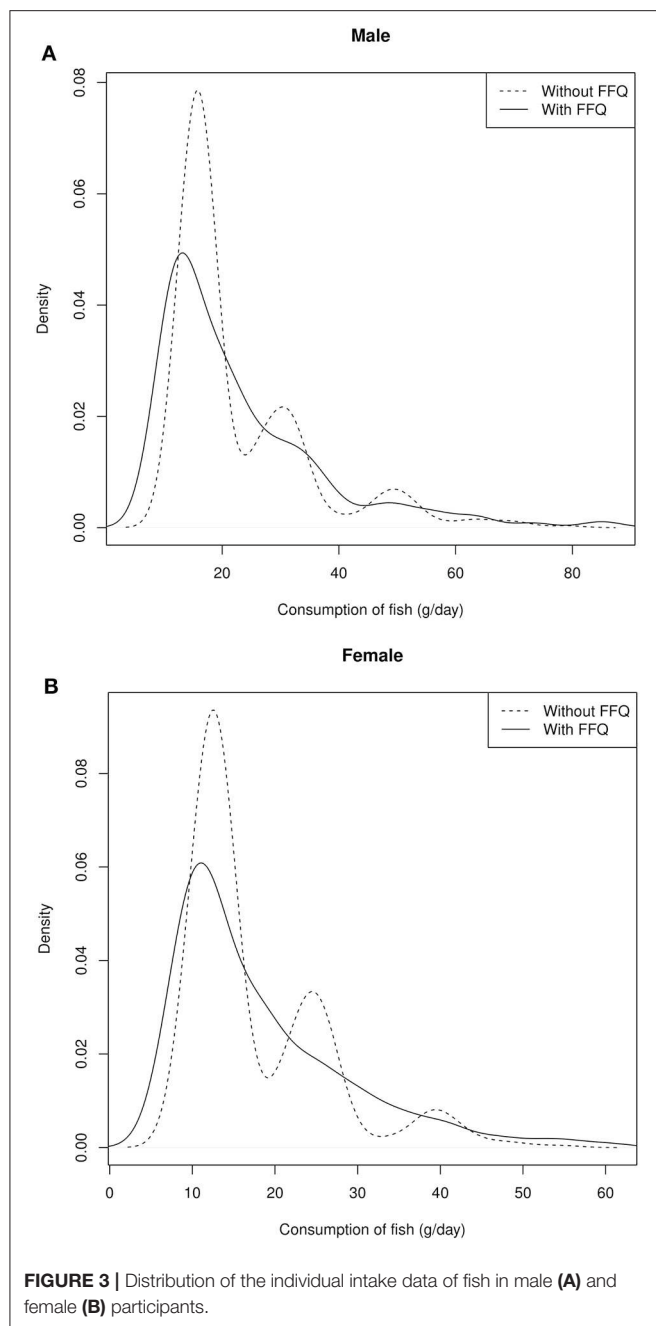 Male
A
0.08
Without FFQ
With FFQ
0.06
Density
0.04
0.02
0.00
20 40 60 80
Consumption of fish (g/day)
Female
B
Without FFQ
With FFQ
0.08
0.06
Density
0.04
0.02
0.00
0 10 20 30 40 50 60
Consumption of fish (g/day)
FIGURE 3 | Distribution of the individual intake data of fish in male (A) and
female (B) participants.